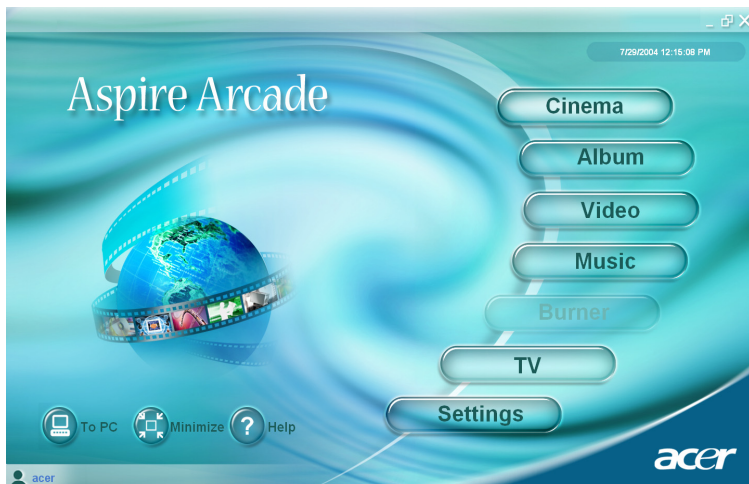 7/29/2004 12:15:08 PM
Aspire Arcade
Cinema
Album
Video
Music
Burner
TV
Settings
To PC
Minimize
Help
acer
acer